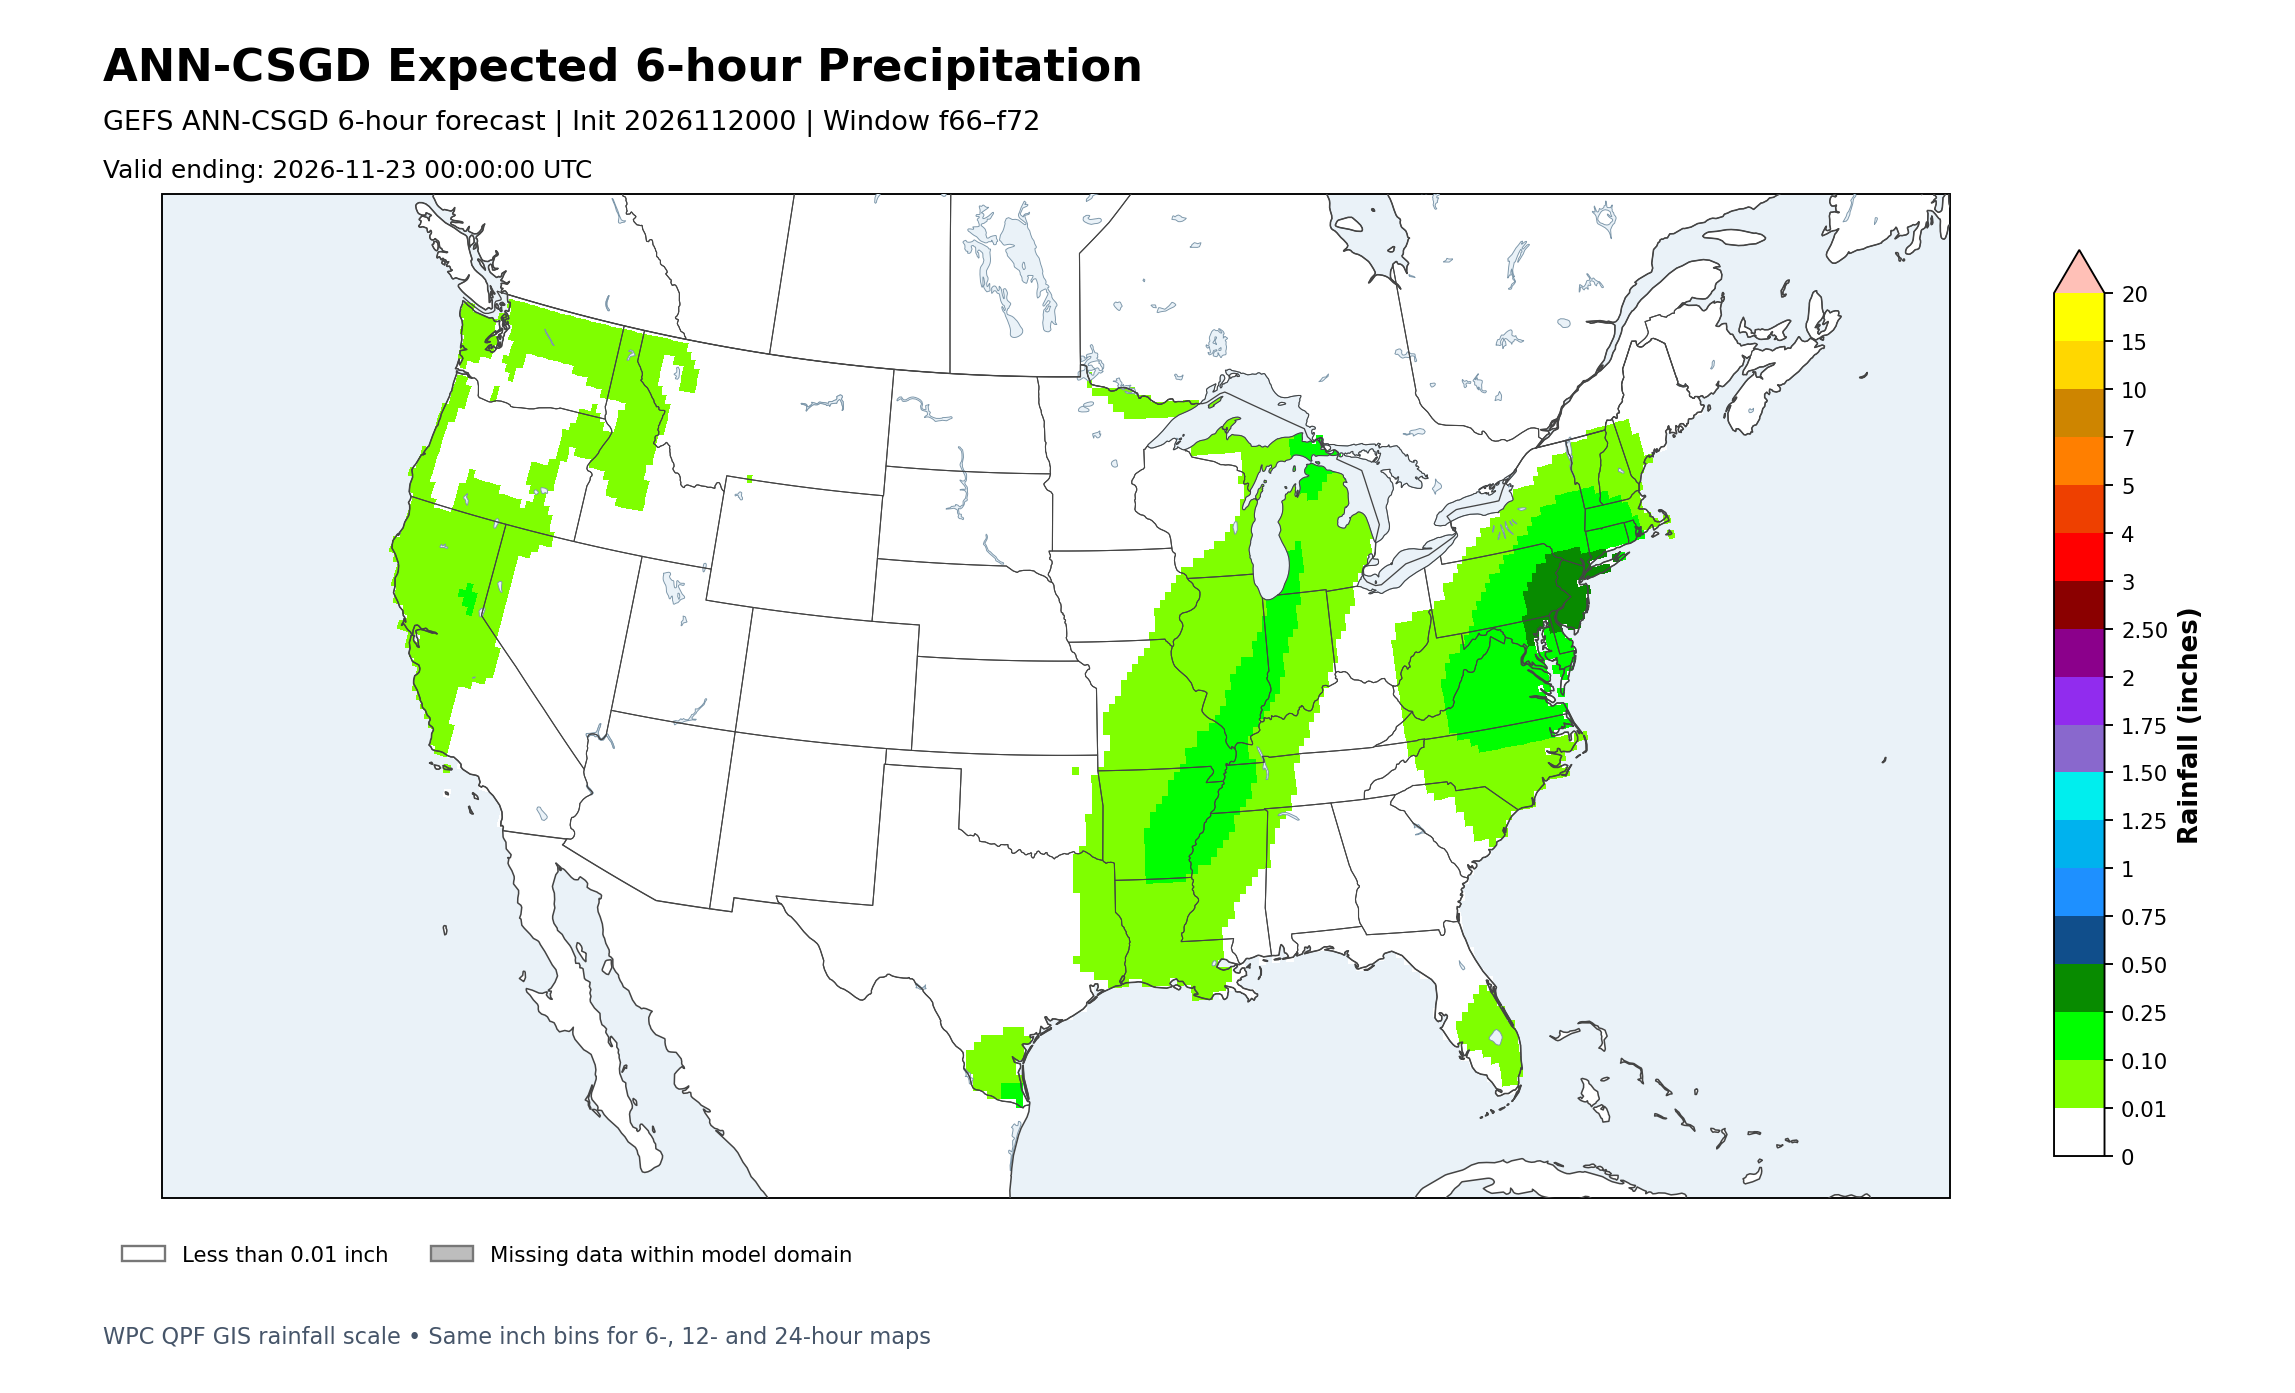 ANN-CSGD Expected 6-hour Precipitation
GEFS ANN-CSGD 6-hour forecast | Init 2026112000 | Window f66–f72
Valid ending: 2026-11-23 00:00:00 UTC
20
15
10
7
5
4
3
2.50
2
1.75
1.50
1.25
1
0.75
0.50
0.25
0.10
0.01
0
Rainfall (inches)
Less than 0.01 inch
Missing data within model domain
WPC QPF GIS rainfall scale • Same inch bins for 6-, 12- and 24-hour maps